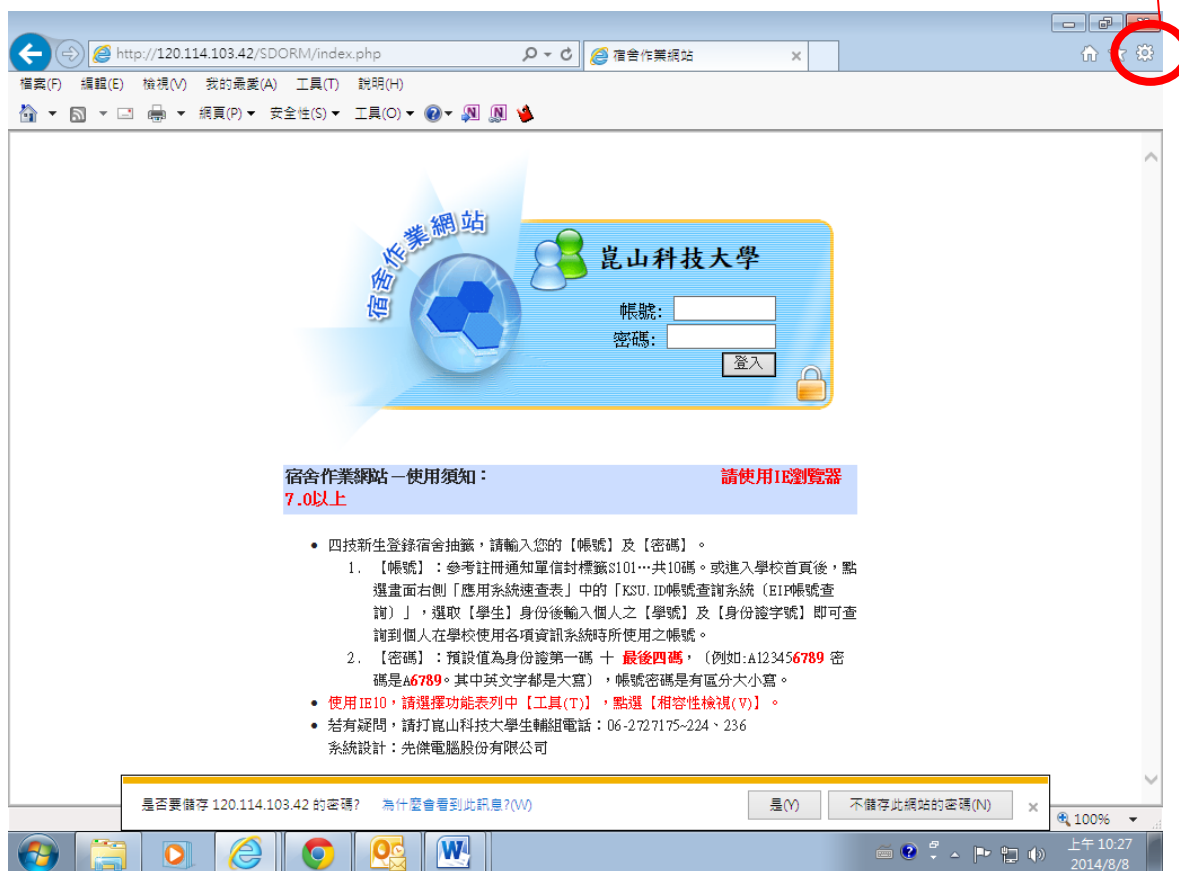 http://120.114.103.42/SDORM/index.php
宿舍作業網站
檔案(F) 編輯(E) 檢視(V) 我的最愛(A) 工具(T) 說明(H)
網頁(P) 安全性(S) 工具(O)
宿舍作業網站
崑山科技大學
帳號:
密碼:
登入
宿舍作業網站－使用須知： 請使用IE瀏覽器
7.0以上
• 四技新生登錄宿舍抽籤，請輸入您的【帳號】及【密碼】。
1. 【帳號】：參考註冊通知單信封標籤S101…共10碼。或進入學校首頁後，點
選畫面右側「應用系統速查表」中的「KSU.ID帳號查詢系統（EIP帳號查
詢）」，選取【學生】身份後輸入個人之【學號】及【身份證字號】即可查
詢到個人在學校使用各項資訊系統時所使用之帳號。
2. 【密碼】：預設值為身份證第一碼 ＋ 最後四碼，（例如:A123456789 密
碼是A6789。其中英文字都是大寫），帳號密碼是有區分大小寫。
• 使用IE10，請選擇功能表列中【工具(T)】，點選【相容性檢視(V)】。
• 若有疑問，請打崑山科技大學生輔組電話：06-2727175~224、236
系統設計：先傑電腦股份有限公司
是否要儲存 120.114.103.42 的密碼? 為什麼會看到此訊息?(W) 是(Y) 不儲存此網站的密碼(N)
100%
上午 10:27
2014/8/8